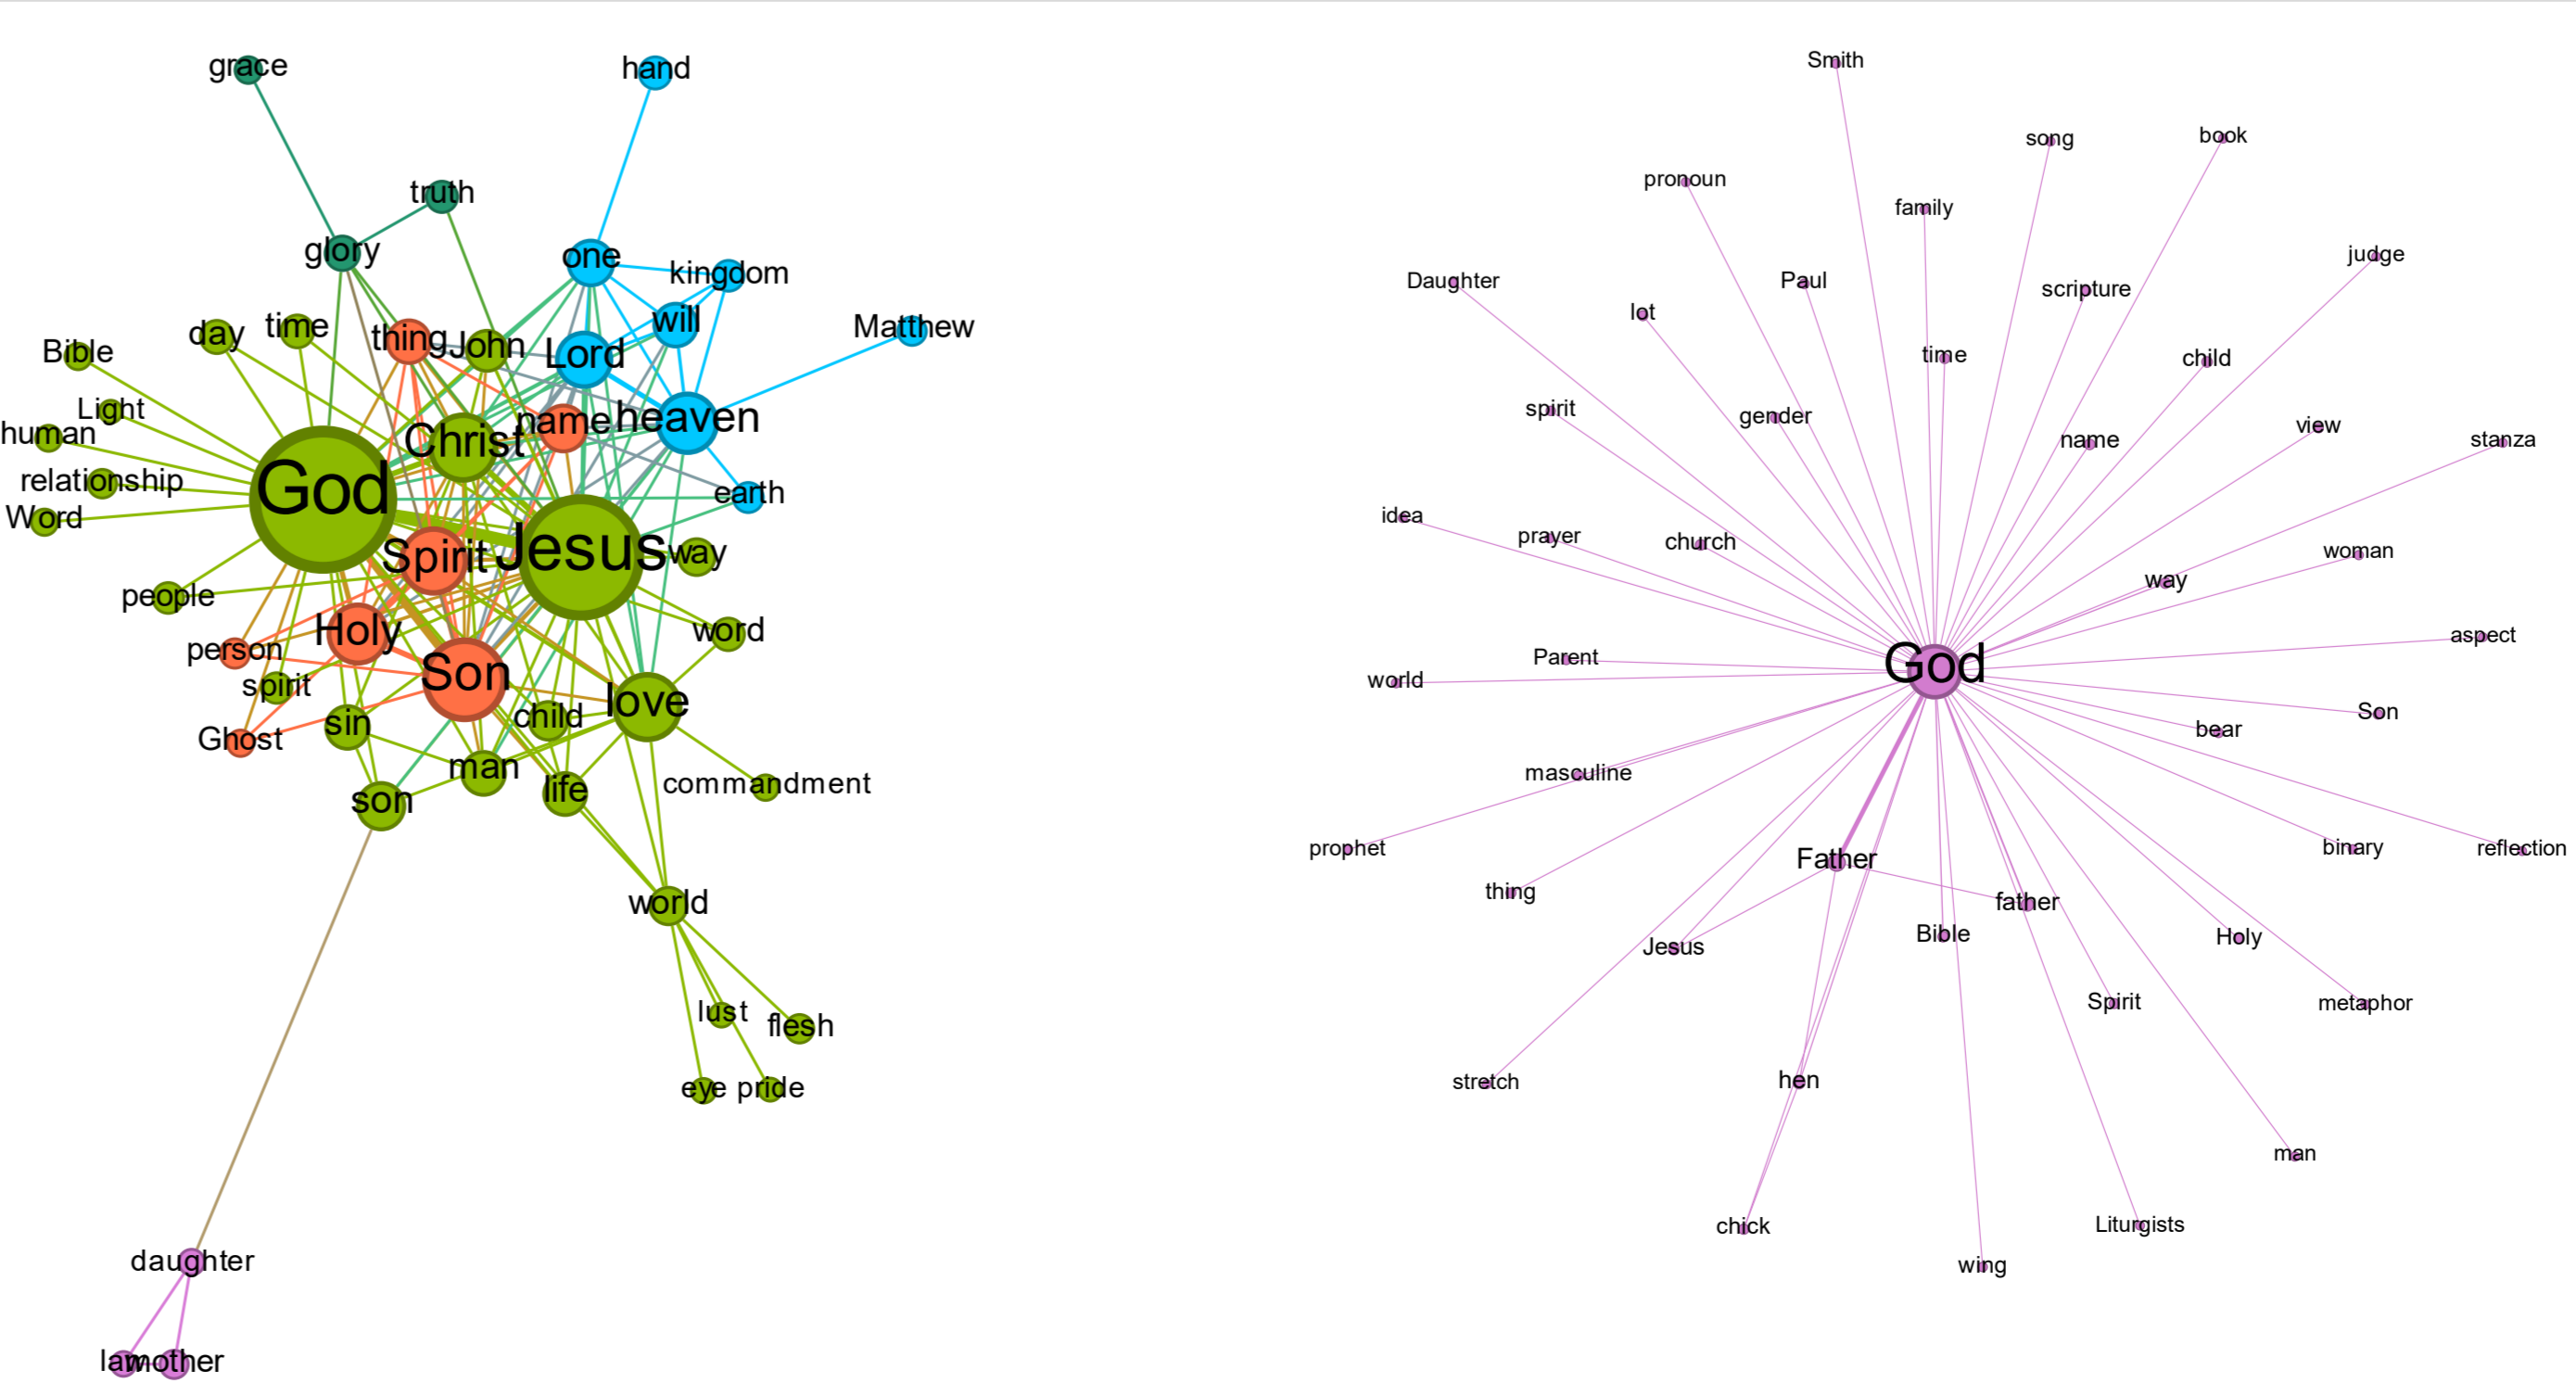 grace
hand
truth
glory
one
kingdom
will
Matthew
day
time
thing
John
Lord
Bible
Light
human
Christ
name
heaven
relationship
God
earth
Word
Spirit
Jesus
way
people
Holy
word
person
Son
spirit
love
Ghost
sin
child
man
life
commandment
son
world
lust
flesh
eye
pride
daughter
law
mother
Smith
song
book
pronoun
family
judge
Daughter
Paul
scripture
lot
time
child
spirit
gender
name
view
stanza
idea
prayer
church
woman
way
aspect
Parent
world
God
Son
bear
masculine
prophet
Father
binary
reflection
thing
father
Jesus
Bible
Holy
Spirit
metaphor
stretch
hen
man
chick
Liturgists
wing